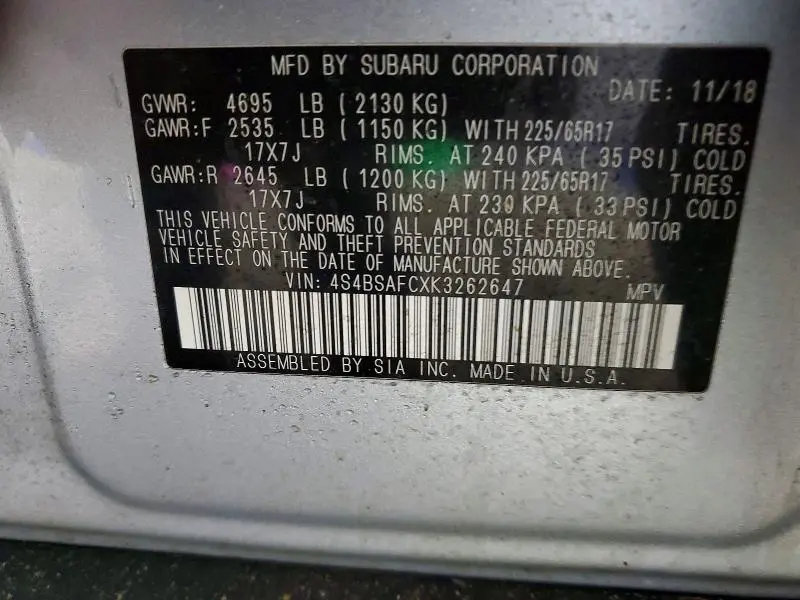 MFD BY SUBARU CORPORATION
DATE: 11/18
GVWR: 4695 LB ( 2130 KG)
GAWR:F 2535 LB ( 1150 KG) WITH 225/65R17 TIRES.
17X7J RIMS. AT 240 KPA ( 35 PSI) COLD
GAWR:R 2645 LB ( 1200 KG) WITH 225/65R17 TIRES.
17X7J RIMS. AT 230 KPA ( 33 PSI) COLD
THIS VEHICLE CONFORMS TO ALL APPLICABLE FEDERAL MOTOR
VEHICLE SAFETY AND THEFT PREVENTION STANDARDS
IN EFFECT ON THE DATE OF MANUFACTURE SHOWN ABOVE.
VIN: 4S4BSAFCXK3262647 MPV
ASSEMBLED BY SIA INC. MADE IN U.S.A.